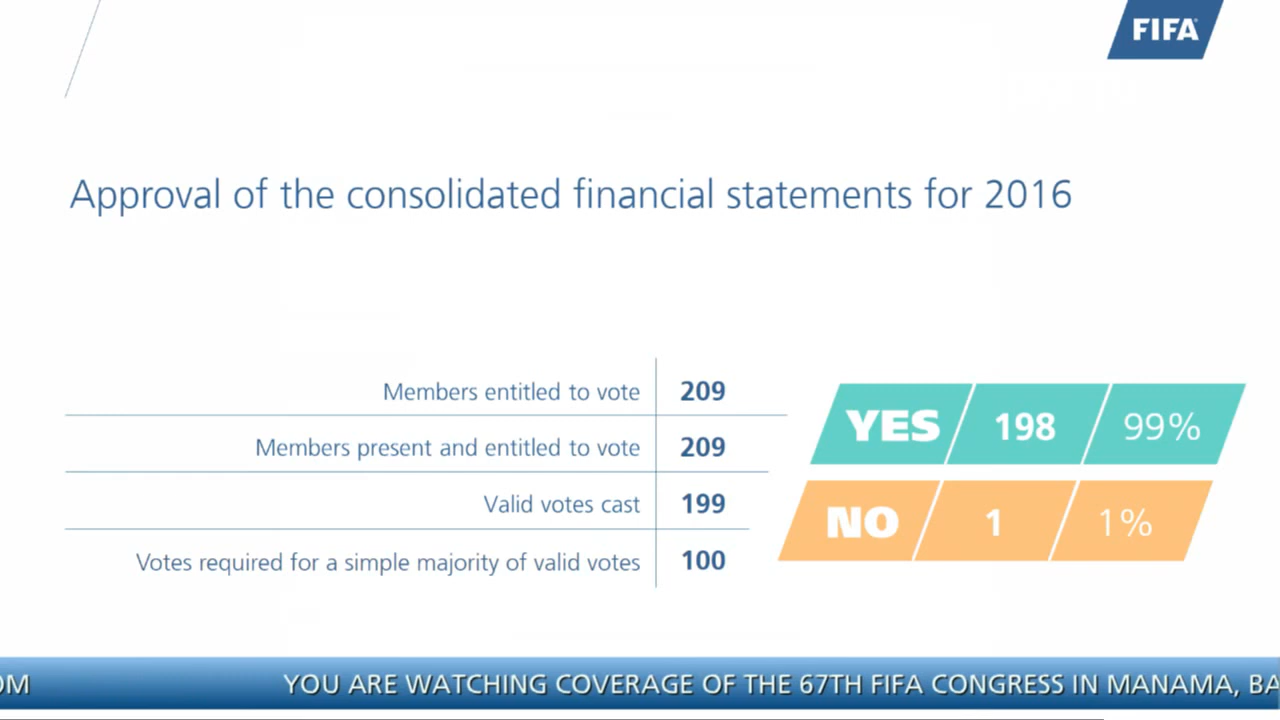 FIFA
Approval of the consolidated financial statements for 2016
Members entitled to vote 209
Members present and entitled to vote 209
Valid votes cast 199
Votes required for a simple majority of valid votes 100
YES 198 99%
NO 1 1%
OM YOU ARE WATCHING COVERAGE OF THE 67TH FIFA CONGRESS IN MANAMA, BA